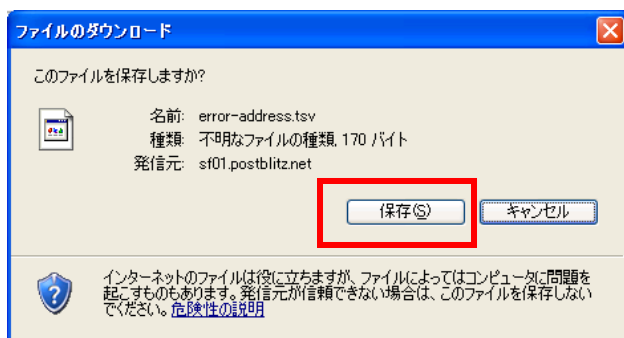 ファイルのダウンロード
このファイルを保存しますか?
名前: error-address.tsv
種類: 不明なファイルの種類, 170 バイト
発信元: sf01.postblitz.net
保存(S) キャンセル
インターネットのファイルは役に立ちますが、ファイルによってはコンピュータに問題を
起こすものもあります。発信元が信頼できない場合は、このファイルを保存しない
でください。危険性の説明